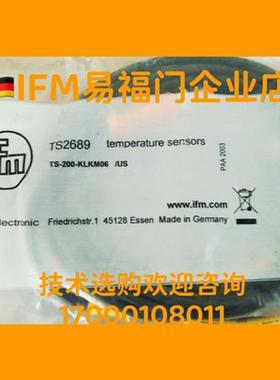 IFM易福门企业店
ifm
TS2689 temperature sensors
TS-200-KLKM06 /US
PAA 2003
www.ifm.com
electronic Friedrichstr.1 45128 Essen Made in Germany
技术选购欢迎咨询
17000108011